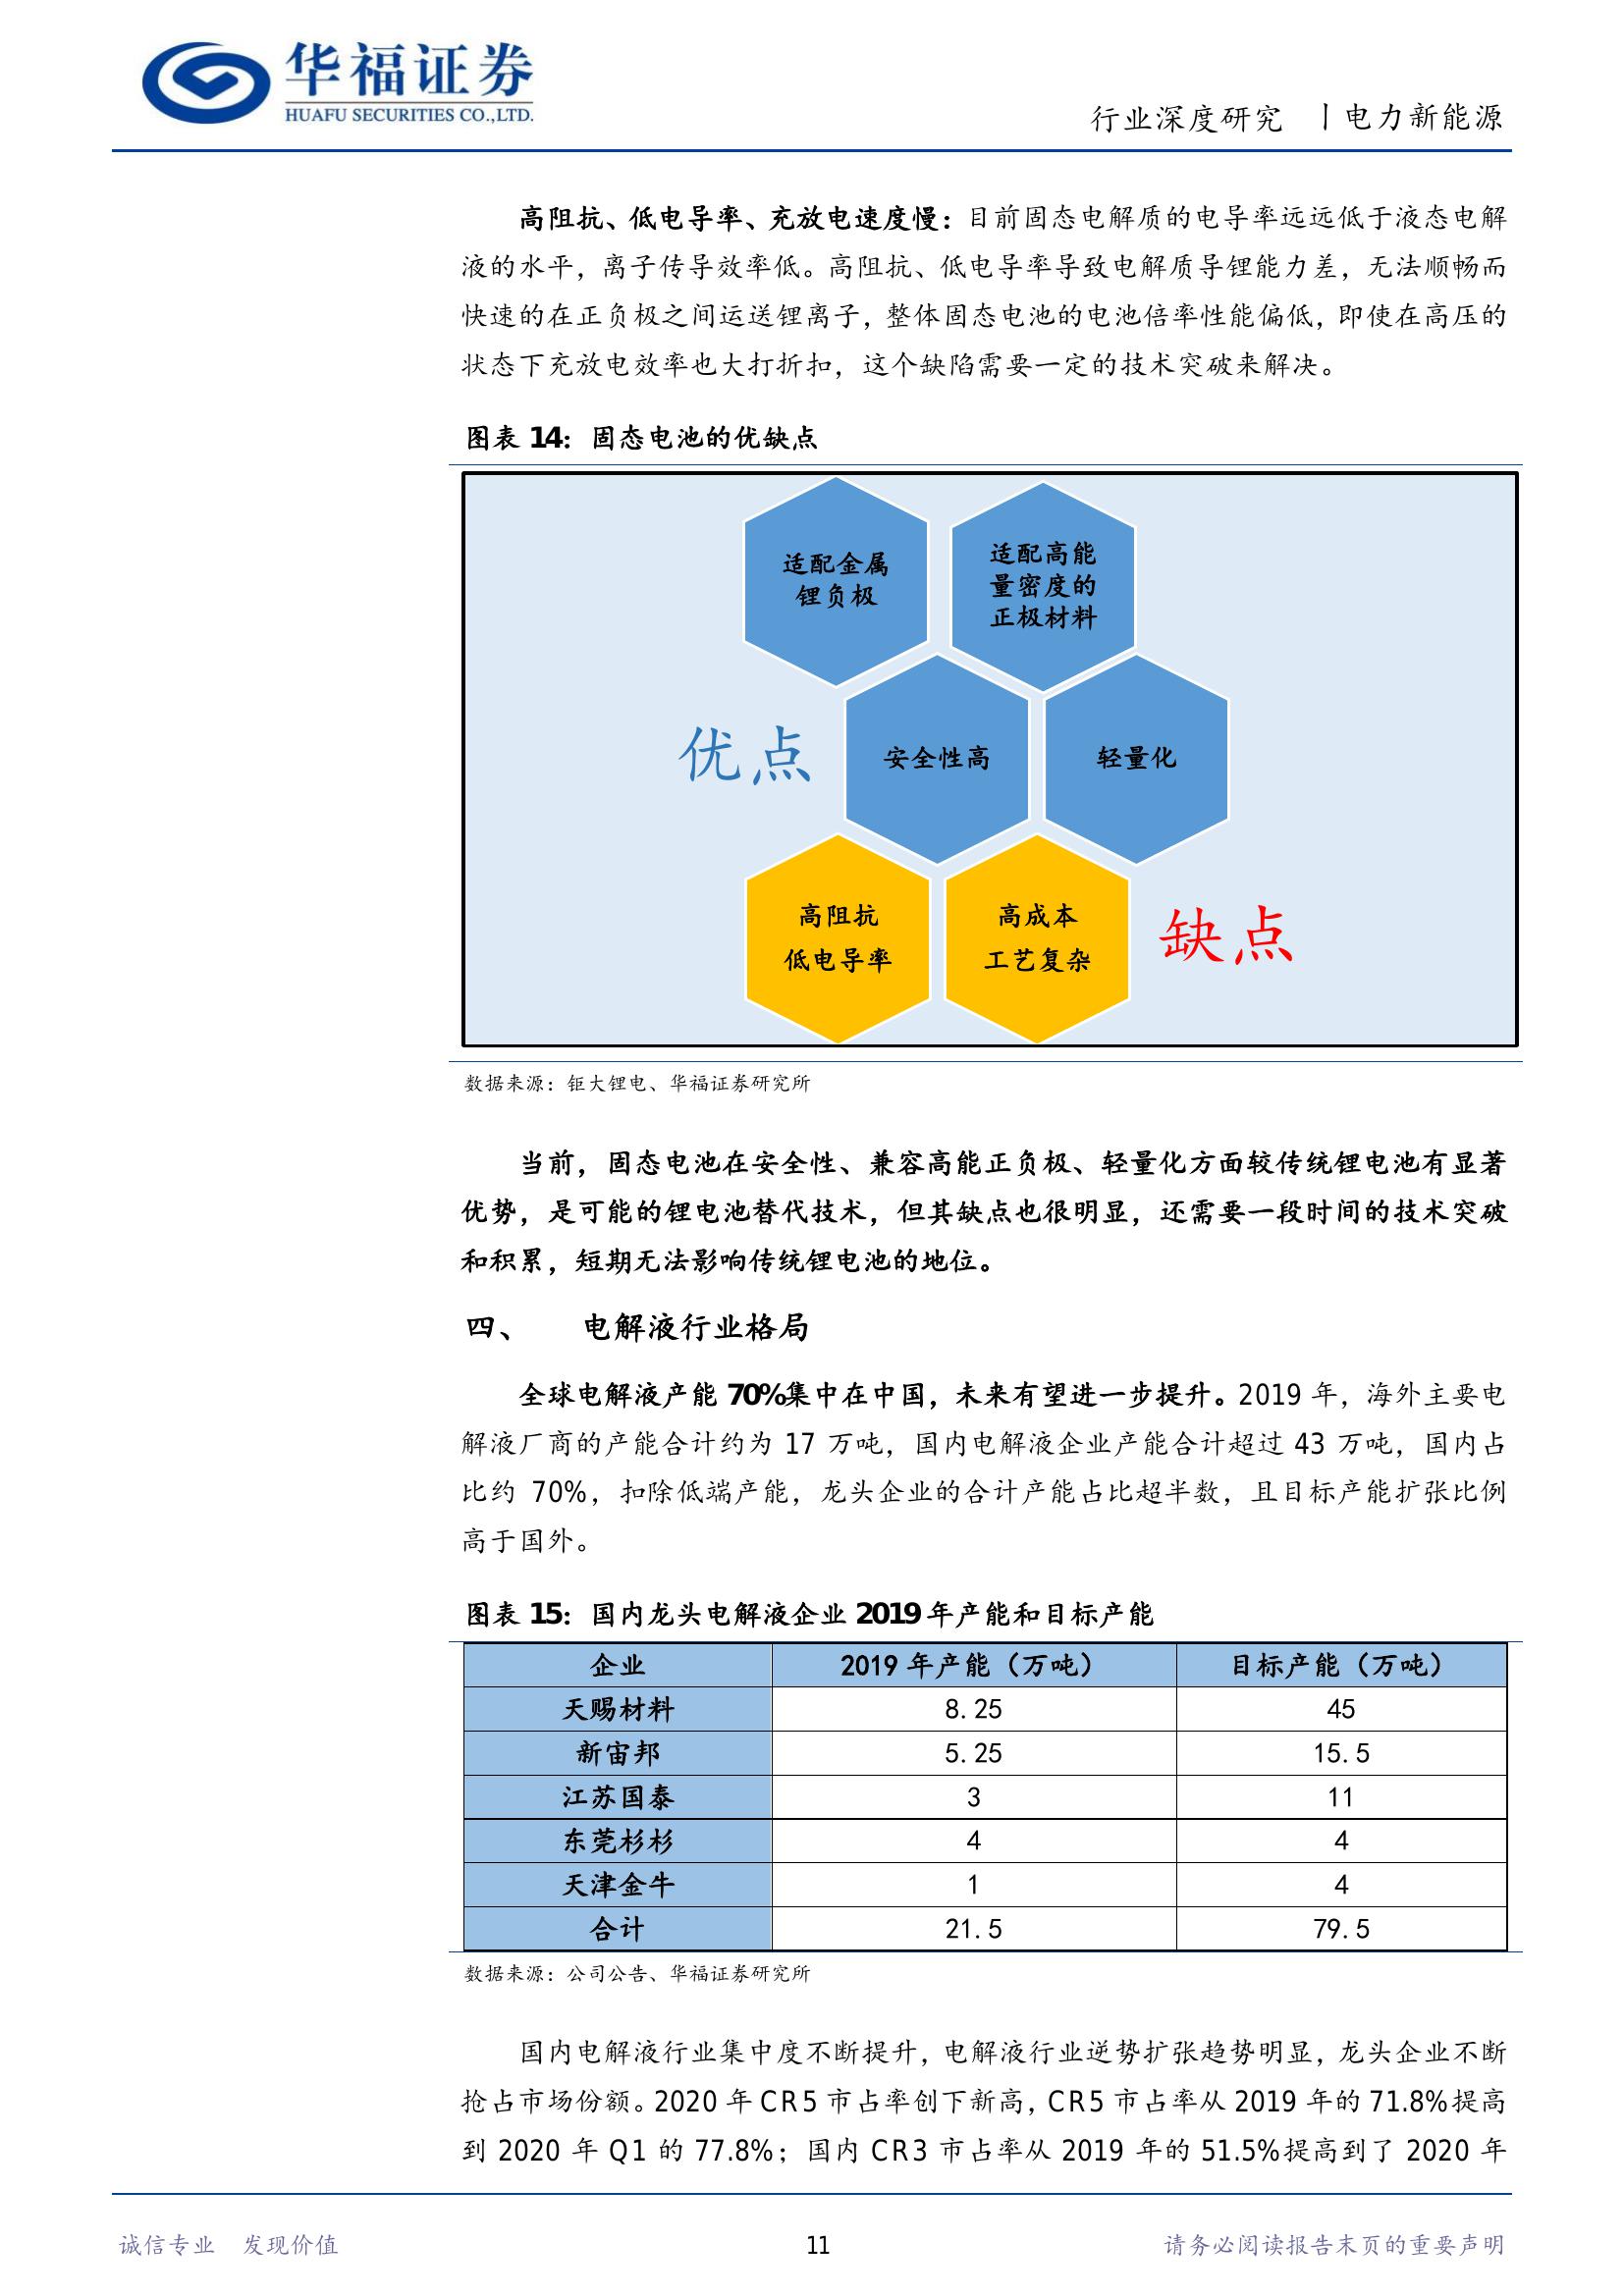 华福证券
HUAFU SECURITIES CO.,LTD.
行业深度研究 丨电力新能源
高阻抗、低电导率、充放电速度慢：目前固态电解质的电导率远远低于液态电解
液的水平，离子传导效率低。高阻抗、低电导率导致电解质导锂能力差，无法顺畅而
快速的在正负极之间运送锂离子，整体固态电池的电池倍率性能偏低，即使在高压的
状态下充放电效率也大打折扣，这个缺陷需要一定的技术突破来解决。
图表 14：固态电池的优缺点
适配金属
锂负极
适配高能
量密度的
正极材料
优点
安全性高
轻量化
高阻抗
低电导率
高成本
工艺复杂
缺点
数据来源：钜大锂电、华福证券研究所
当前，固态电池在安全性、兼容高能正负极、轻量化方面较传统锂电池有显著
优势，是可能的锂电池替代技术，但其缺点也很明显，还需要一段时间的技术突破
和积累，短期无法影响传统锂电池的地位。
四、 电解液行业格局
全球电解液产能 70%集中在中国，未来有望进一步提升。2019 年，海外主要电
解液厂商的产能合计约为 17 万吨，国内电解液企业产能合计超过 43 万吨，国内占
比约 70%，扣除低端产能，龙头企业的合计产能占比超半数，且目标产能扩张比例
高于国外。
图表 15：国内龙头电解液企业 2019 年产能和目标产能
企业 2019 年产能（万吨） 目标产能（万吨）
天赐材料 8.25 45
新宙邦 5.25 15.5
江苏国泰 3 11
东莞杉杉 4 4
天津金牛 1 4
合计 21.5 79.5
数据来源：公司公告、华福证券研究所
国内电解液行业集中度不断提升，电解液行业逆势扩张趋势明显，龙头企业不断
抢占市场份额。2020 年 CR5 市占率创下新高，CR5 市占率从 2019 年的 71.8%提高
到 2020 年 Q1 的 77.8%；国内 CR3 市占率从 2019 年的 51.5%提高到了 2020 年
诚信专业 发现价值 11 请务必阅读报告末页的重要声明